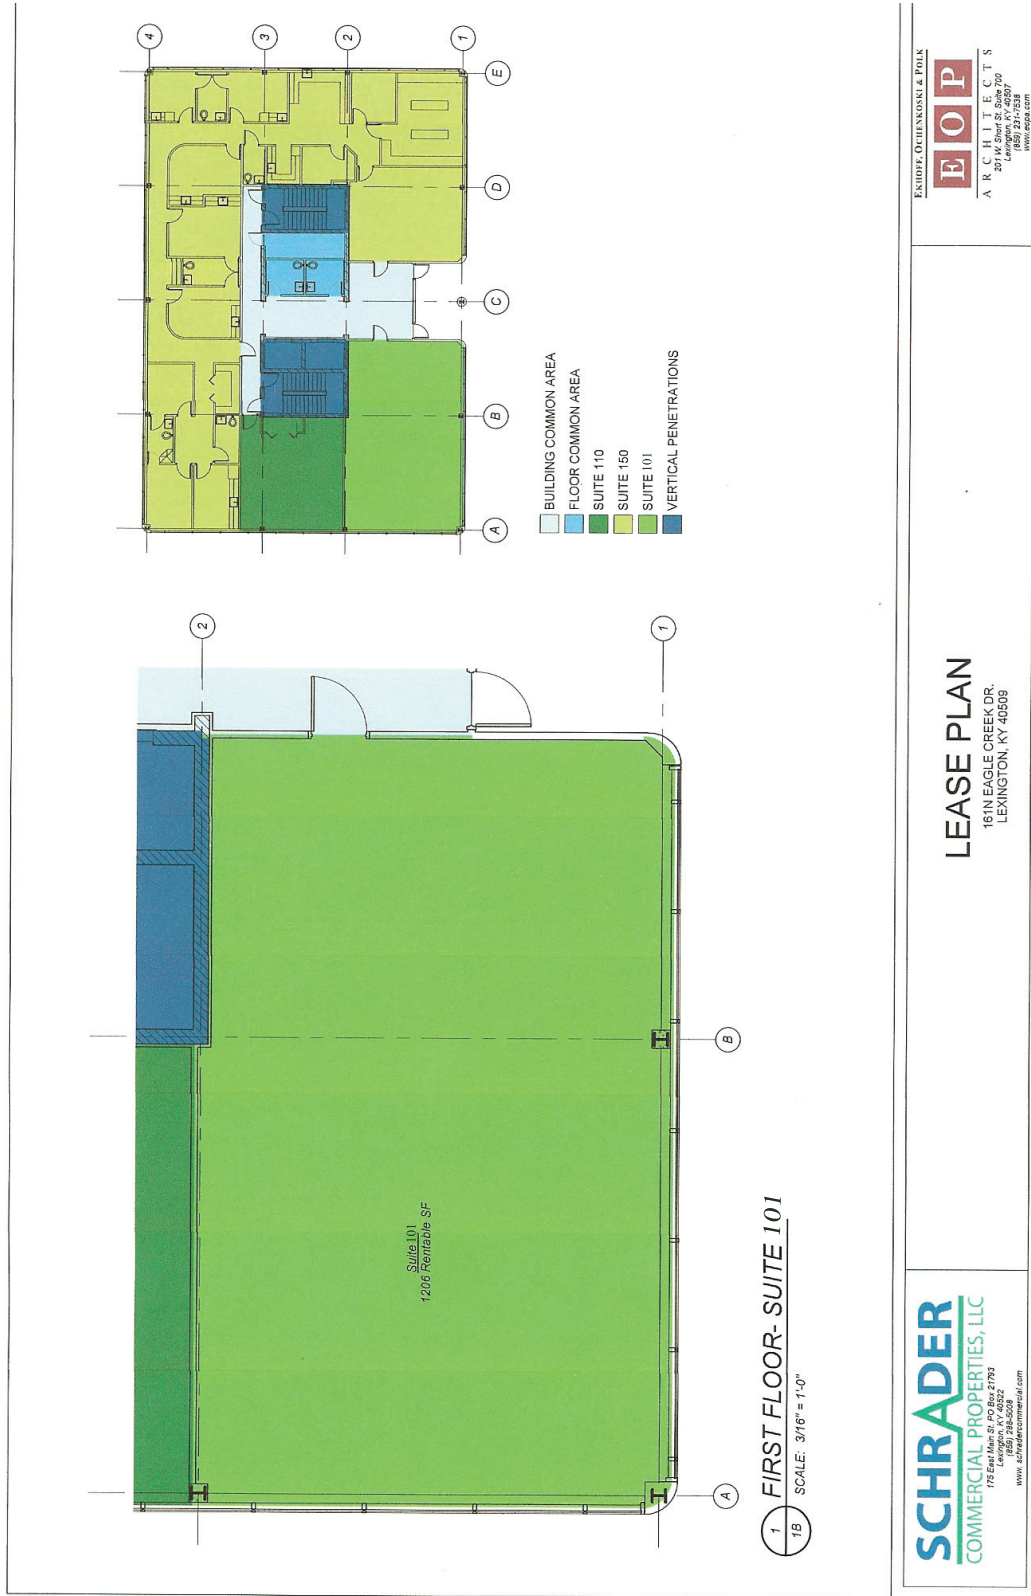 4
3
2
1
E
D
C
B
A
BUILDING COMMON AREA
FLOOR COMMON AREA
SUITE 110
SUITE 150
SUITE 101
VERTICAL PENETRATIONS
2
1
B
A
Suite 101
1206 Rentable SF
1
1B
FIRST FLOOR- SUITE 101
SCALE: 3/16" = 1'-0"
SCHRADER
COMMERCIAL PROPERTIES, LLC
175 East Main St. PO Box 21793
Lexington, KY 40522
(859) 288-5008
www.schradercommercial.com
LEASE PLAN
161N EAGLE CREEK DR.
LEXINGTON, KY 40509
EKHOFF, OCHENKOSKI & POLK
E O P
ARCHITECTS
201 W. Short St. Suite 700
Lexington, KY 40507
(859) 231-7538
www.eopa.com